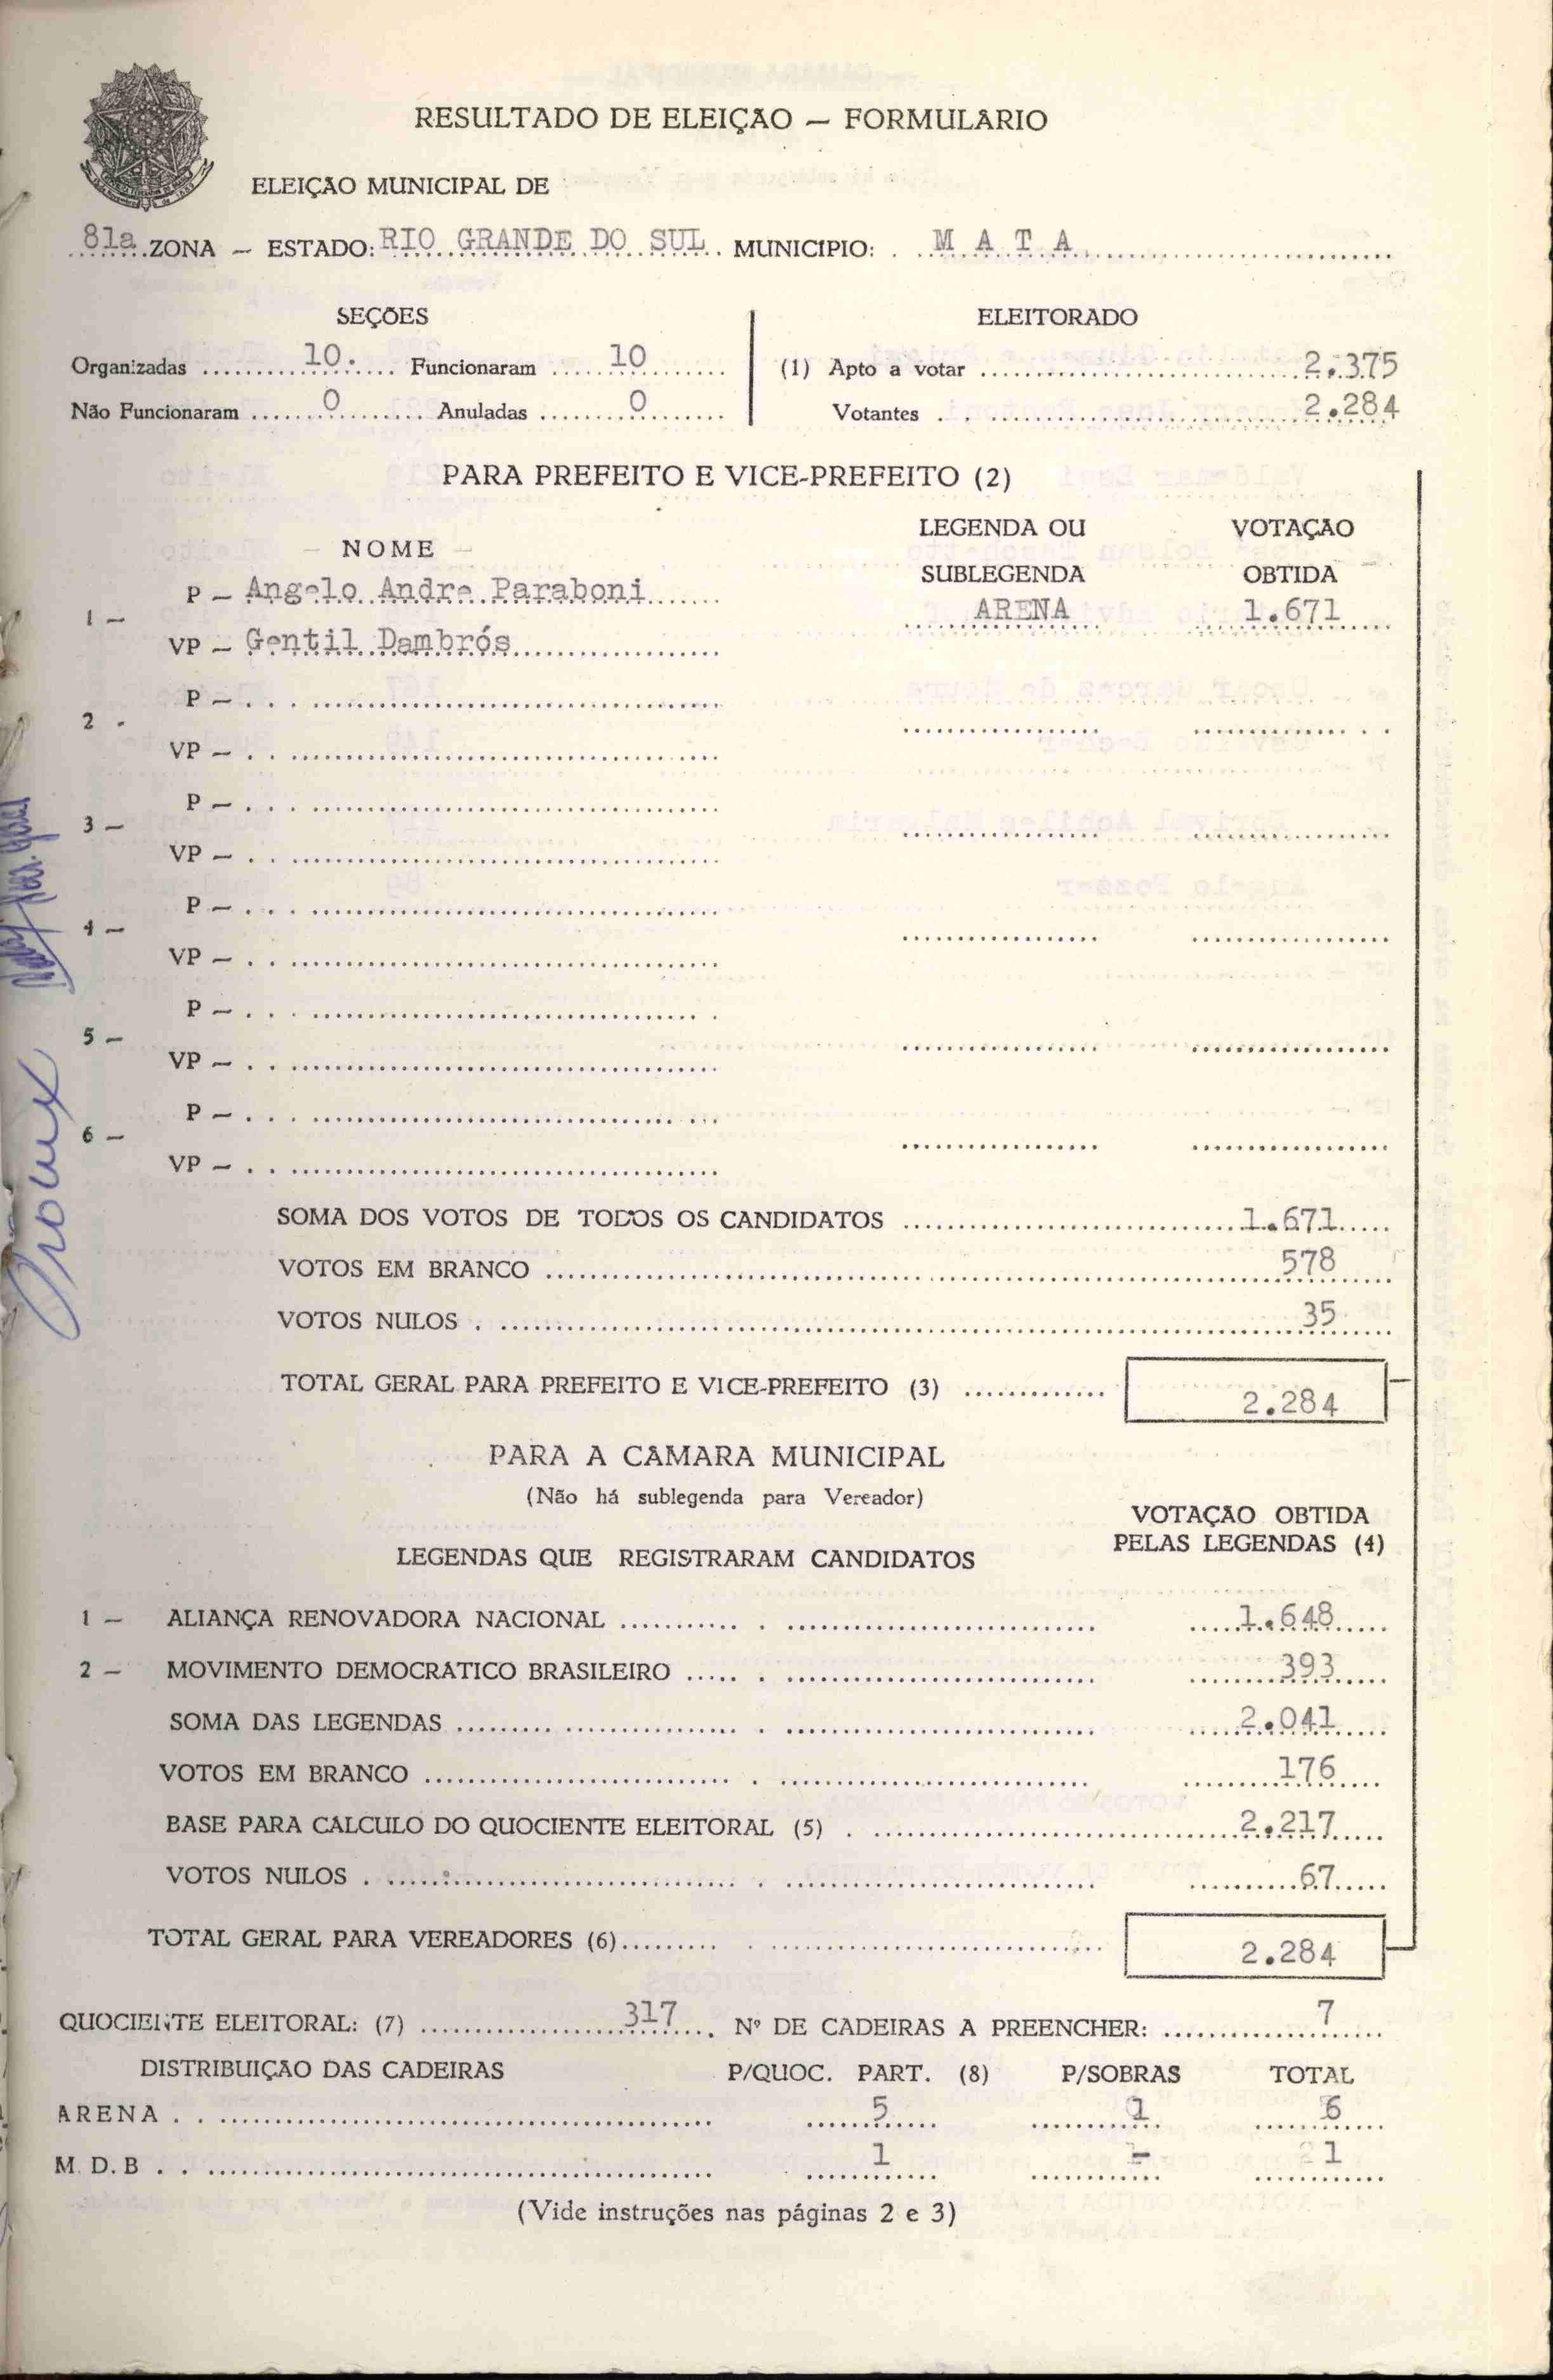 RESULTADO DE ELEIÇÃO — FORMULÁRIO
ELEIÇÃO MUNICIPAL DE
81a ZONA — ESTADO: RIO GRANDE DO SUL MUNICÍPIO: M A T A
SEÇÕES
ELEITORADO
Organizadas 10. Funcionaram 10 (1) Apto a votar 2.375
Não Funcionaram 0 Anuladas 0 Votantes 2.284
PARA PREFEITO E VICE-PREFEITO (2)
NOME
LEGENDA OU SUBLEGENDA
VOTAÇÃO OBTIDA
1 — P — Angelo Andre Paraboni ARENA 1.671
VP — Gentil Dambrós
2 - P —
VP —
3 — P —
VP —
4 — P —
VP —
5 — P —
VP —
6 — P —
VP —
SOMA DOS VOTOS DE TODOS OS CANDIDATOS 1.671
VOTOS EM BRANCO 578
VOTOS NULOS 35
TOTAL GERAL PARA PREFEITO E VICE-PREFEITO (3) 2.284
PARA A CÂMARA MUNICIPAL
(Não há sublegenda para Vereador)
LEGENDAS QUE REGISTRARAM CANDIDATOS
VOTAÇÃO OBTIDA
PELAS LEGENDAS (4)
1 — ALIANÇA RENOVADORA NACIONAL 1.648
2 — MOVIMENTO DEMOCRÁTICO BRASILEIRO 393
SOMA DAS LEGENDAS 2.041
VOTOS EM BRANCO 176
BASE PARA CÁLCULO DO QUOCIENTE ELEITORAL (5) 2.217
VOTOS NULOS 67
TOTAL GERAL PARA VEREADORES (6) 2.284
QUOCIENTE ELEITORAL: (7) 317 Nº DE CADEIRAS A PREENCHER: 7
DISTRIBUIÇÃO DAS CADEIRAS P/QUOC. PART. (8) P/SOBRAS TOTAL
ARENA 5 1 6
M. D. B 1 - 1
(Vide instruções nas páginas 2 e 3)